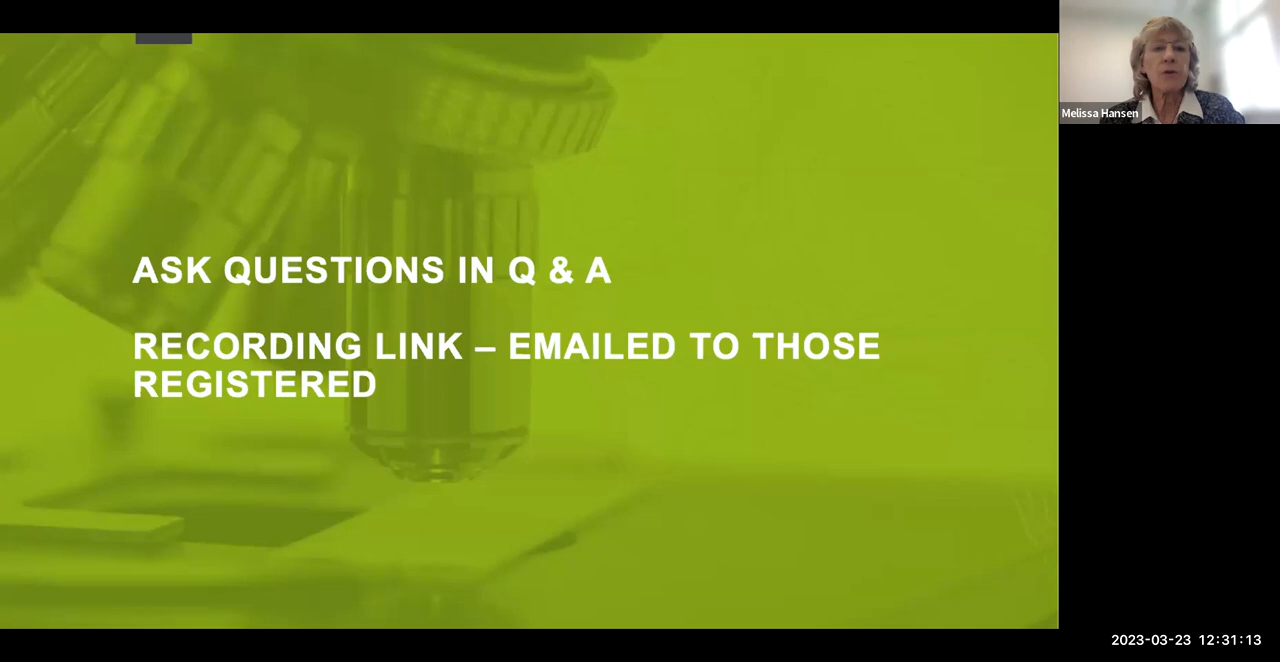 ASK QUESTIONS IN Q & A
RECORDING LINK – EMAILED TO THOSE
REGISTERED
Melissa Hansen
2023-03-23 12:31:13